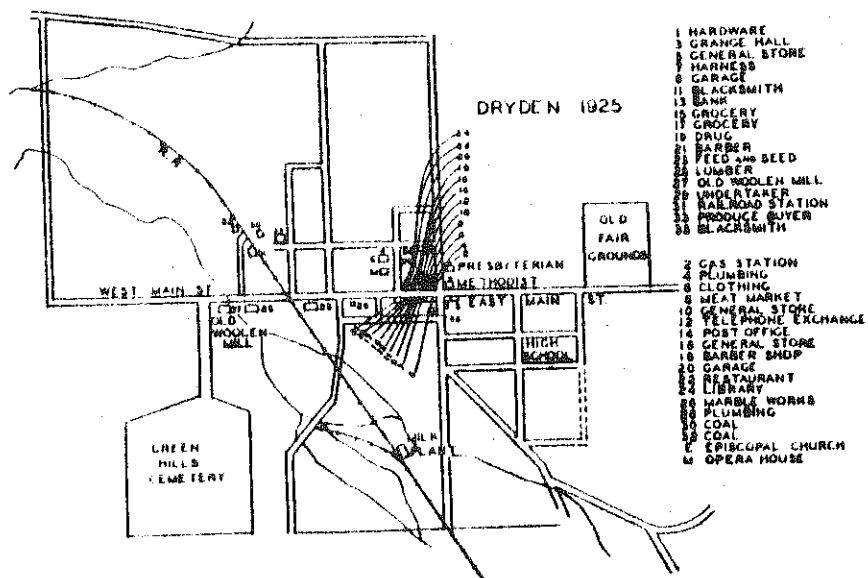 DRYDEN 1925
1 HARDWARE
3 GRANGE HALL
5 GENERAL STORE
7 HARNESS
9 GARAGE
11 BLACKSMITH
13 BANK
15 GROCERY
17 GROCERY
19 DRUG
21 BARBER
23 FEED AND SEED
25 LUMBER
27 OLD WOOLEN MILL
29 UNDERTAKER
31 RAILROAD STATION
33 PRODUCE BUYER
35 BLACKSMITH
2 GAS STATION
4 PLUMBING
6 CLOTHING
8 MEAT MARKET
10 GENERAL STORE
12 TELEPHONE EXCHANGE
14 POST OFFICE
16 GENERAL STORE
18 BARBER SHOP
20 GARAGE
22 RESTAURANT
24 LIBRARY
26 MARBLE WORKS
28 PLUMBING
30 COAL
32 COAL
E EPISCOPAL CHURCH
M OPERA HOUSE
OLD
FAIR
GROUNDS
PRESBYTERIAN
METHODIST
WEST MAIN ST.
EAST MAIN ST.
OLD
WOOLEN
MILL
HIGH
SCHOOL
MILK
PLANT
GREEN
HILLS
CEMETERY